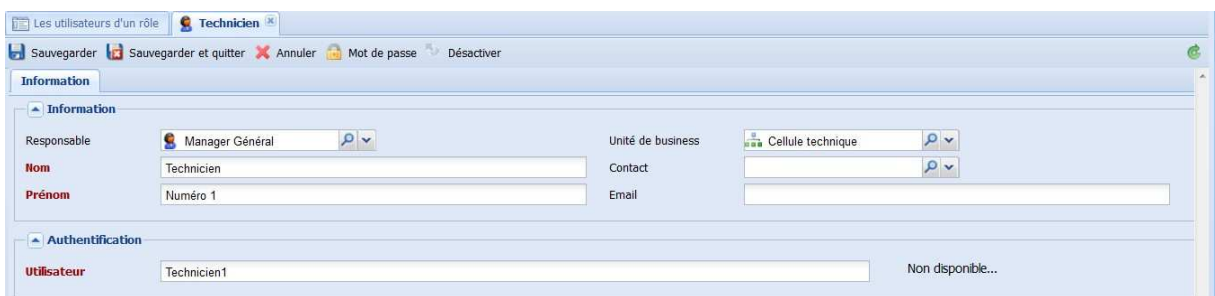 Les utilisateurs d'un rôle Technicien
Sauvegarder Sauvegarder et quitter Annuler Mot de passe Désactiver
Information
Information
Responsable Manager Général Unité de business Cellule technique
Nom Technicien Contact
Prénom Numéro 1 Email
Authentification
Utilisateur Technicien1 Non disponible...